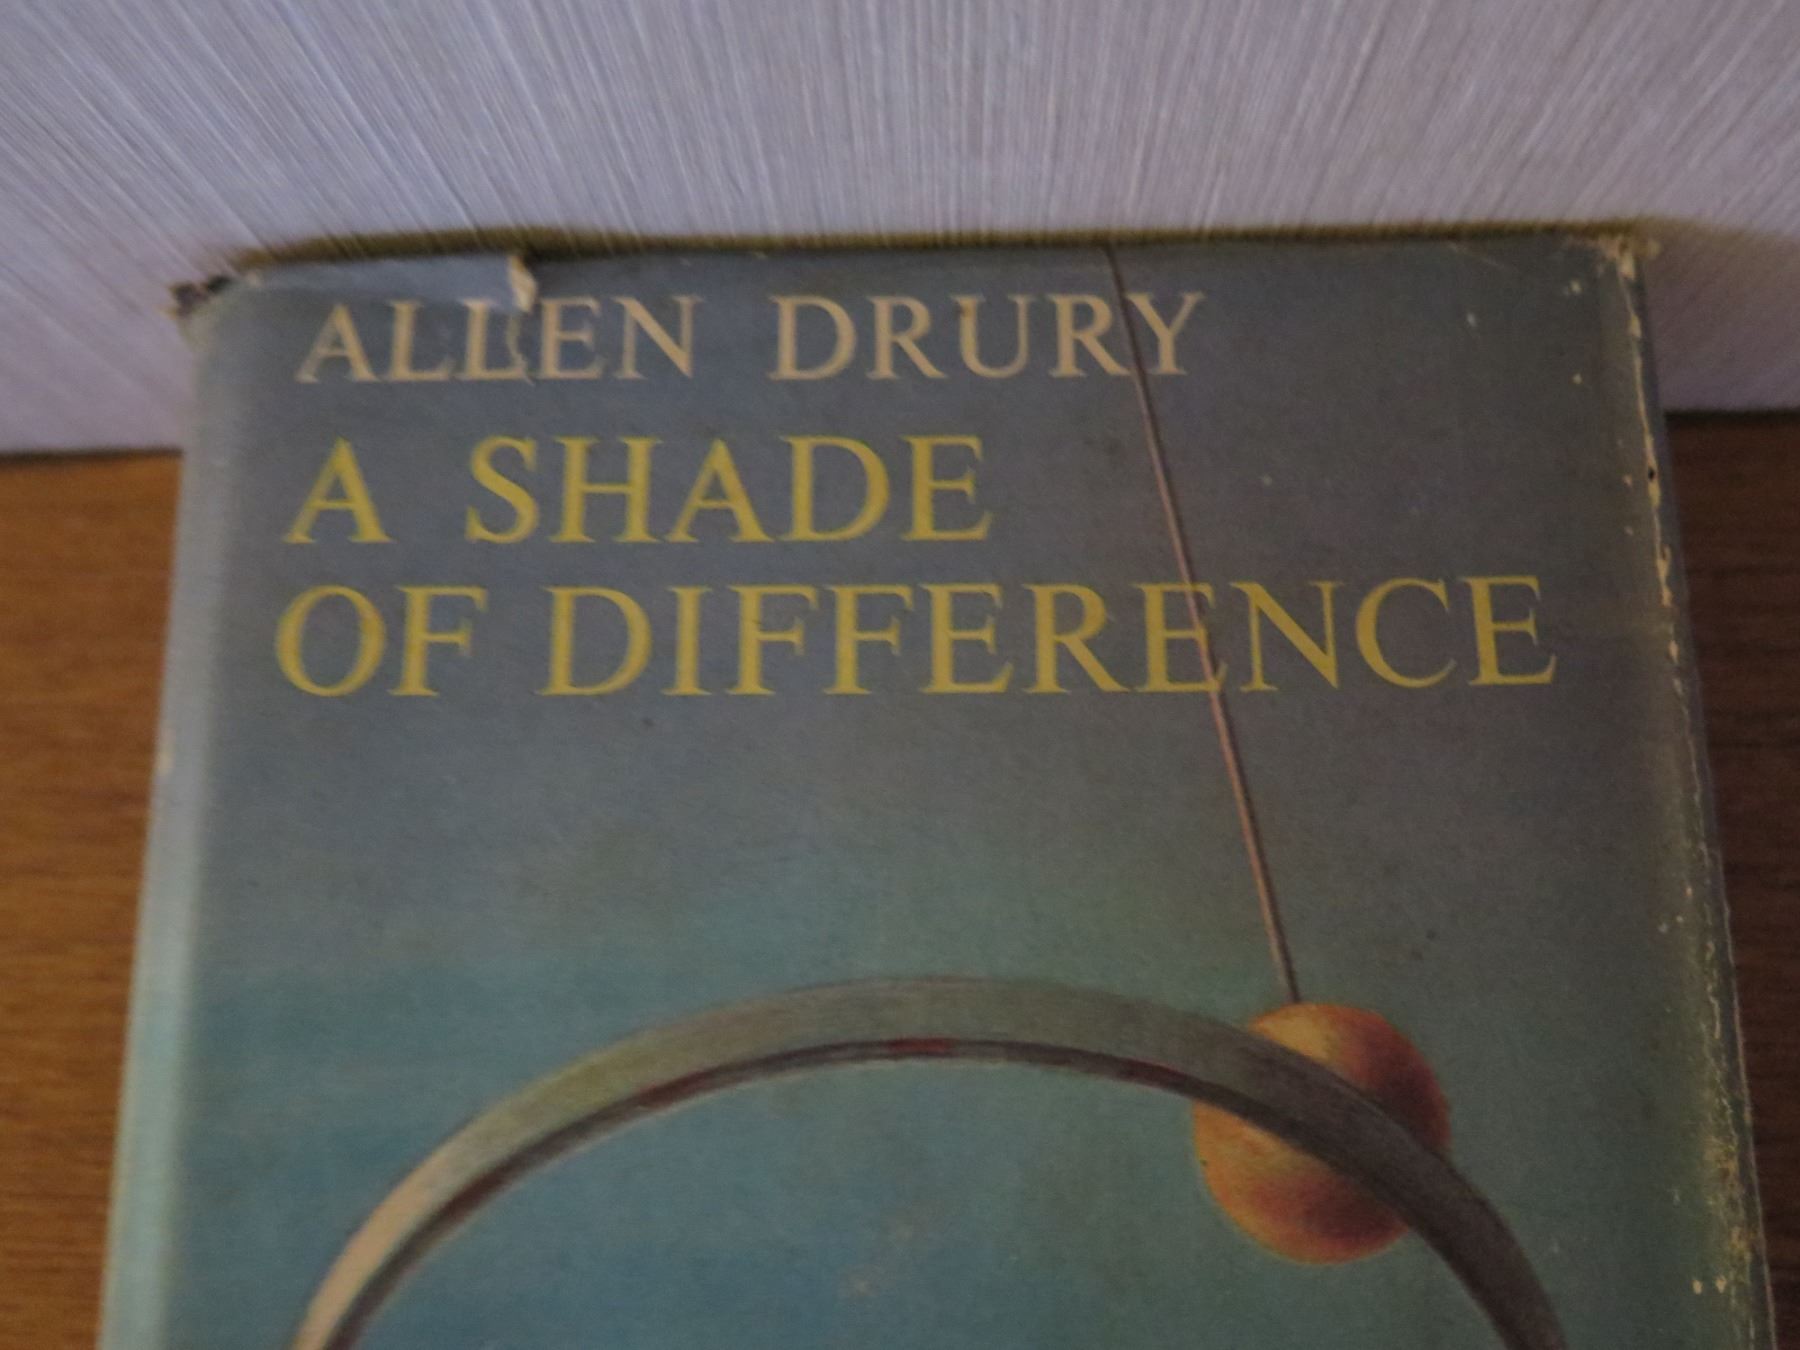 ALLEN DRURY
A SHADE
OF DIFFERENCE